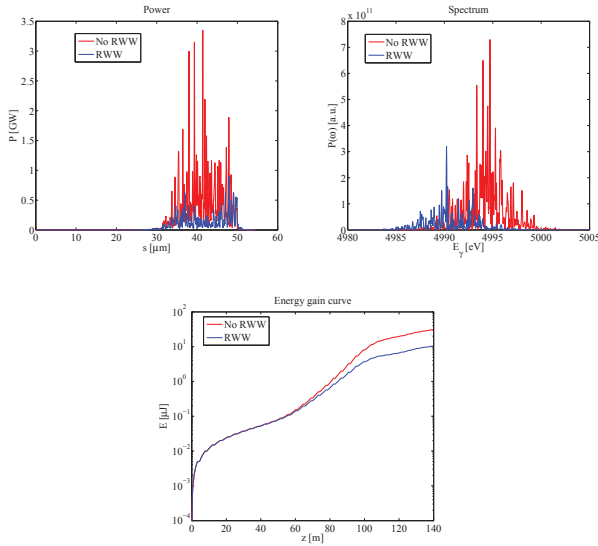 Power
3.5
3
2.5
2
1.5
1
0.5
0
P [GW]
0 10 20 30 40 50 60
s [μm]
No RWW
RWW
Spectrum
x 10^11
8
7
6
5
4
3
2
1
0
P(ω) [a.u.]
4980 4985 4990 4995 5000 5005
E_γ [eV]
No RWW
RWW
Energy gain curve
10^2
10^1
10^0
10^-1
10^-2
10^-3
10^-4
E [μJ]
0 20 40 60 80 100 120 140
z [m]
No RWW
RWW